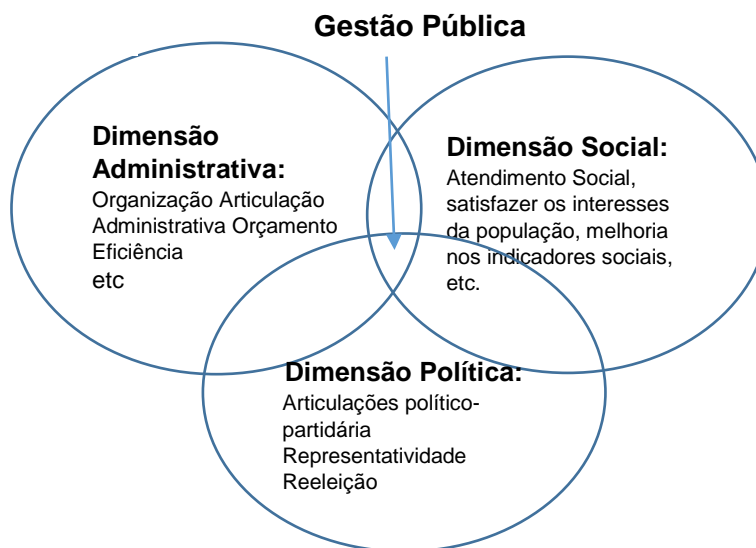 Gestão Pública
Dimensão
Administrativa:
Organização Articulação
Administrativa Orçamento
Eficiência
etc
Dimensão Social:
Atendimento Social,
satisfazer os interesses
da população, melhoria
nos indicadores sociais,
etc.
Dimensão Política:
Articulações político-
partidária
Representatividade
Reeleição